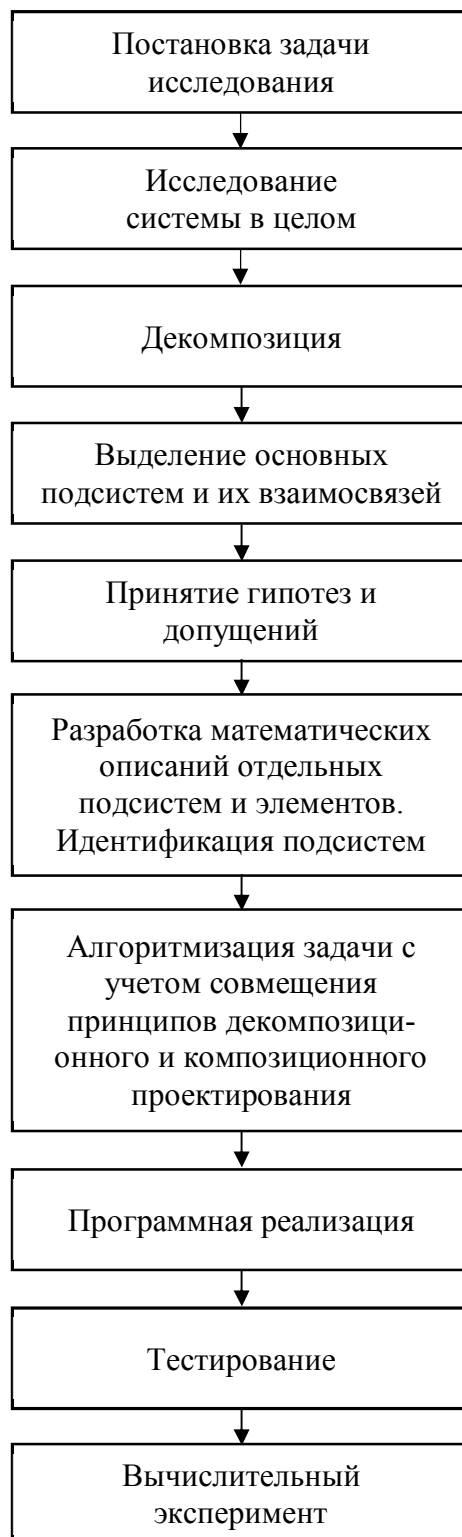 Постановка задачи
исследования
Исследование
системы в целом
Декомпозиция
Выделение основных
подсистем и их взаимосвязей
Принятие гипотез и
допущений
Разработка математических
описаний отдельных
подсистем и элементов.
Идентификация подсистем
Алгоритмизация задачи с
учетом совмещения
принципов декомпозици-
онного и композиционного
проектирования
Программная реализация
Тестирование
Вычислительный
эксперимент